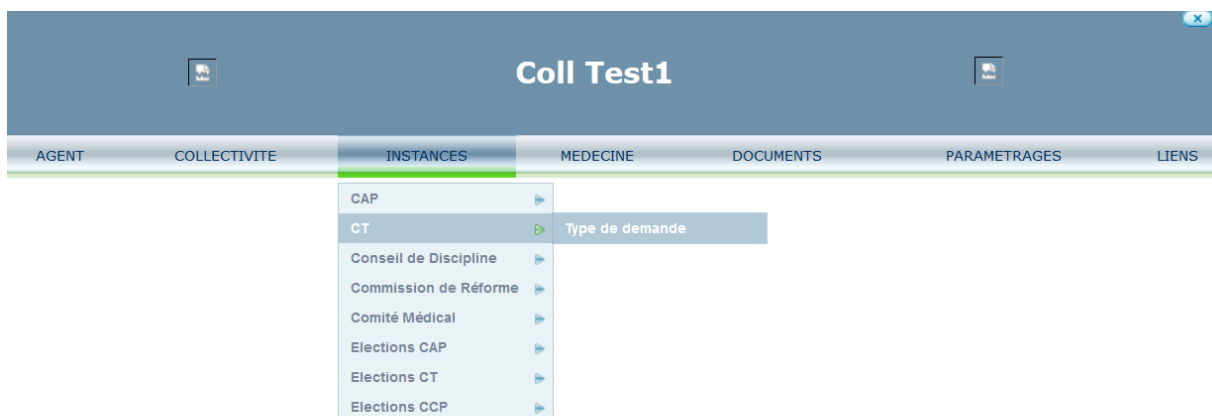 Coll Test1
AGENT COLLECTIVITE INSTANCES MEDECINE DOCUMENTS PARAMETRAGES LIENS
CAP
CT Type de demande
Conseil de Discipline
Commission de Réforme
Comité Médical
Elections CAP
Elections CT
Elections CCP